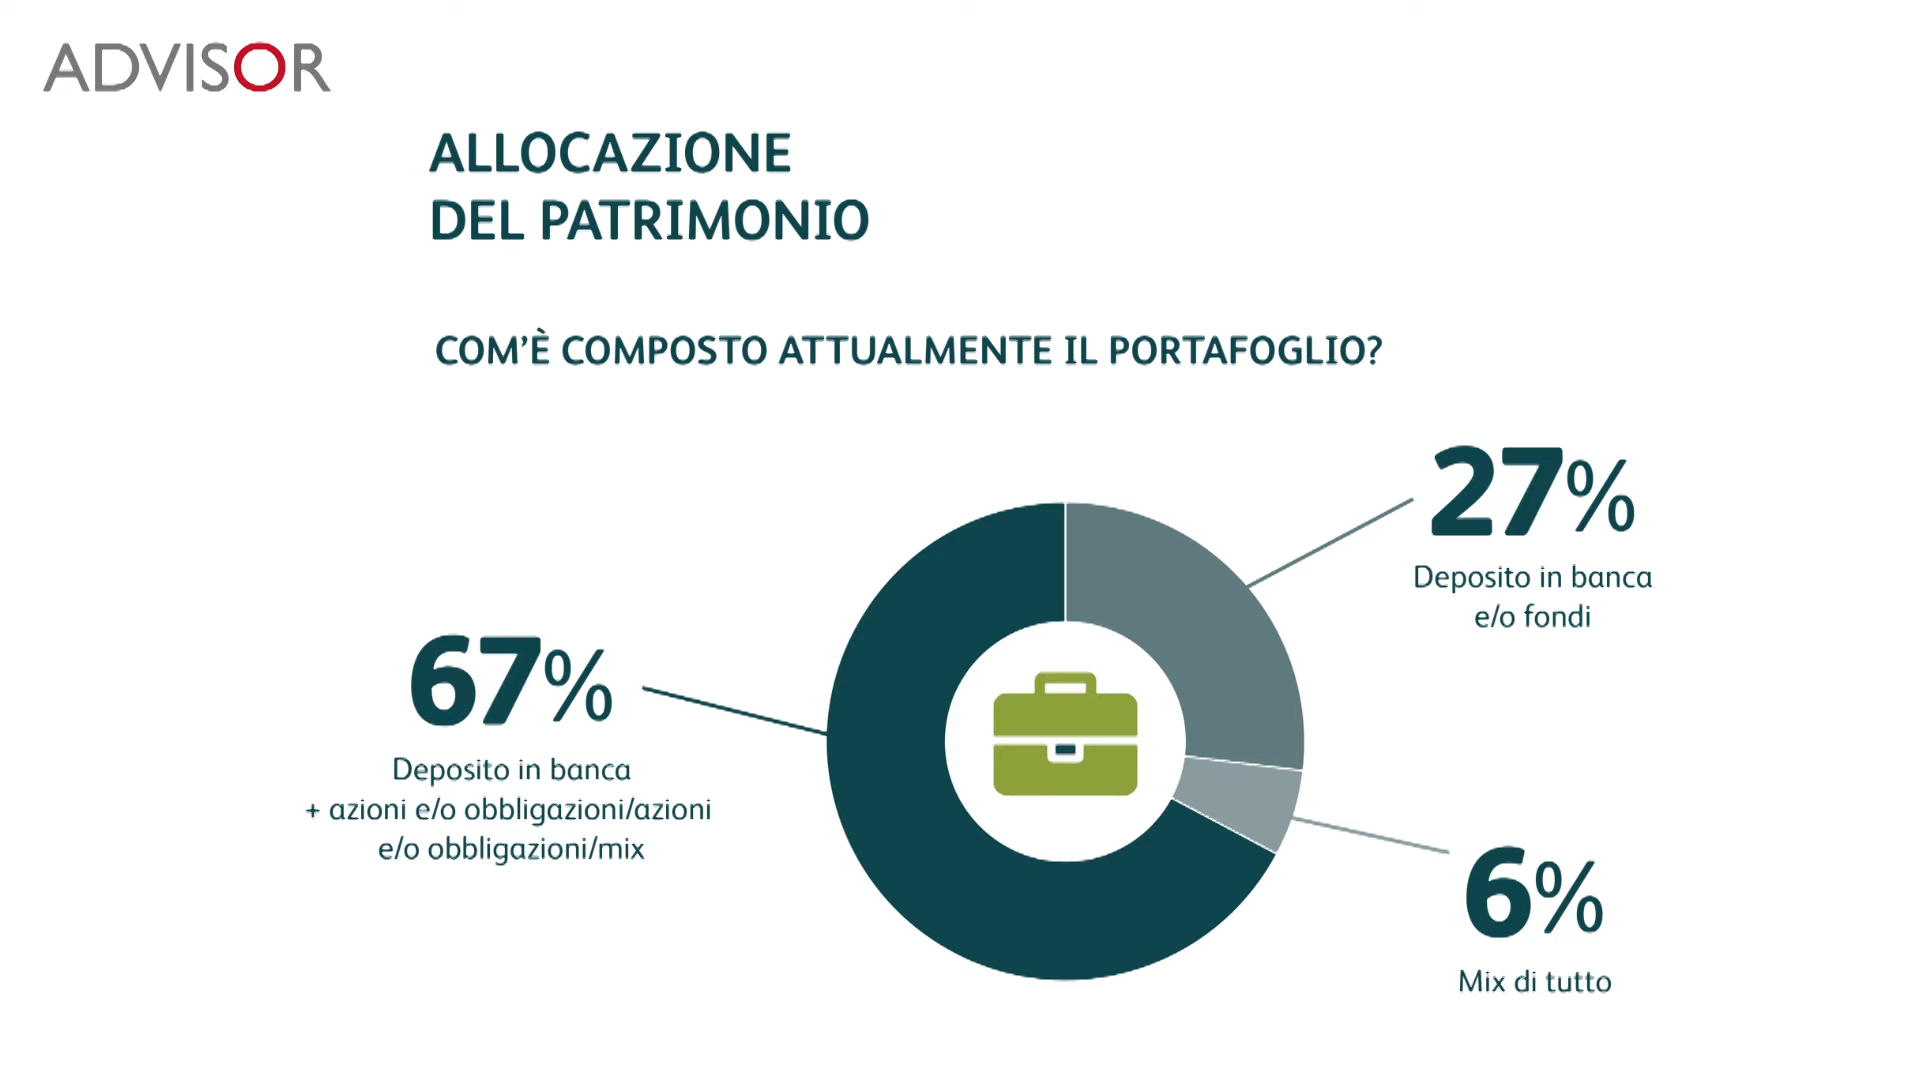 ADVISOR
ALLOCAZIONE
DEL PATRIMONIO
COM'È COMPOSTO ATTUALMENTE IL PORTAFOGLIO?
27%
Deposito in banca
e/o fondi
67%
Deposito in banca
+ azioni e/o obbligazioni/azioni
e/o obbligazioni/mix
6%
Mix di tutto